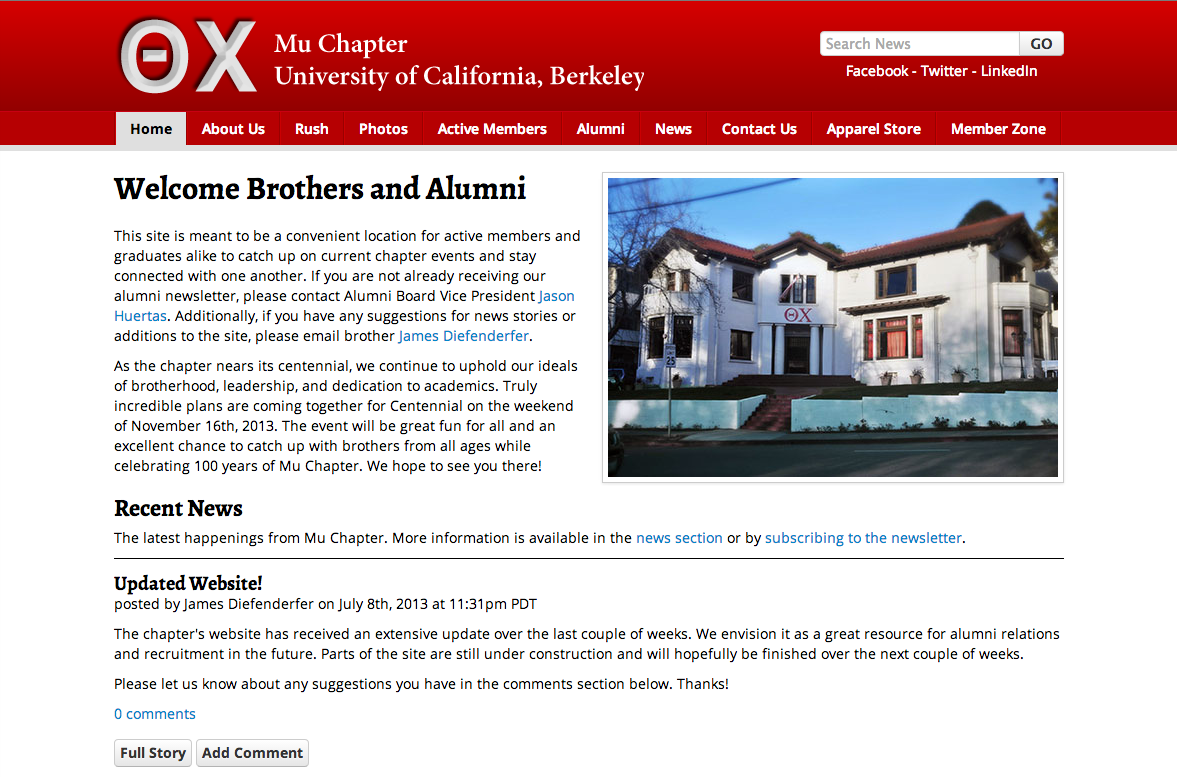 ΘΧ
Mu Chapter
University of California, Berkeley
Search News GO
Facebook - Twitter - LinkedIn
Home About Us Rush Photos Active Members Alumni News Contact Us Apparel Store Member Zone
Welcome Brothers and Alumni
This site is meant to be a convenient location for active members and
graduates alike to catch up on current chapter events and stay
connected with one another. If you are not already receiving our
alumni newsletter, please contact Alumni Board Vice President Jason
Huertas. Additionally, if you have any suggestions for news stories or
additions to the site, please email brother James Diefenderfer.
As the chapter nears its centennial, we continue to uphold our ideals
of brotherhood, leadership, and dedication to academics. Truly
incredible plans are coming together for Centennial on the weekend
of November 16th, 2013. The event will be great fun for all and an
excellent chance to catch up with brothers from all ages while
celebrating 100 years of Mu Chapter. We hope to see you there!
ΘΧ
25
Recent News
The latest happenings from Mu Chapter. More information is available in the news section or by subscribing to the newsletter.
Updated Website!
posted by James Diefenderfer on July 8th, 2013 at 11:31pm PDT
The chapter's website has received an extensive update over the last couple of weeks. We envision it as a great resource for alumni relations
and recruitment in the future. Parts of the site are still under construction and will hopefully be finished over the next couple of weeks.
Please let us know about any suggestions you have in the comments section below. Thanks!
0 comments
Full Story Add Comment